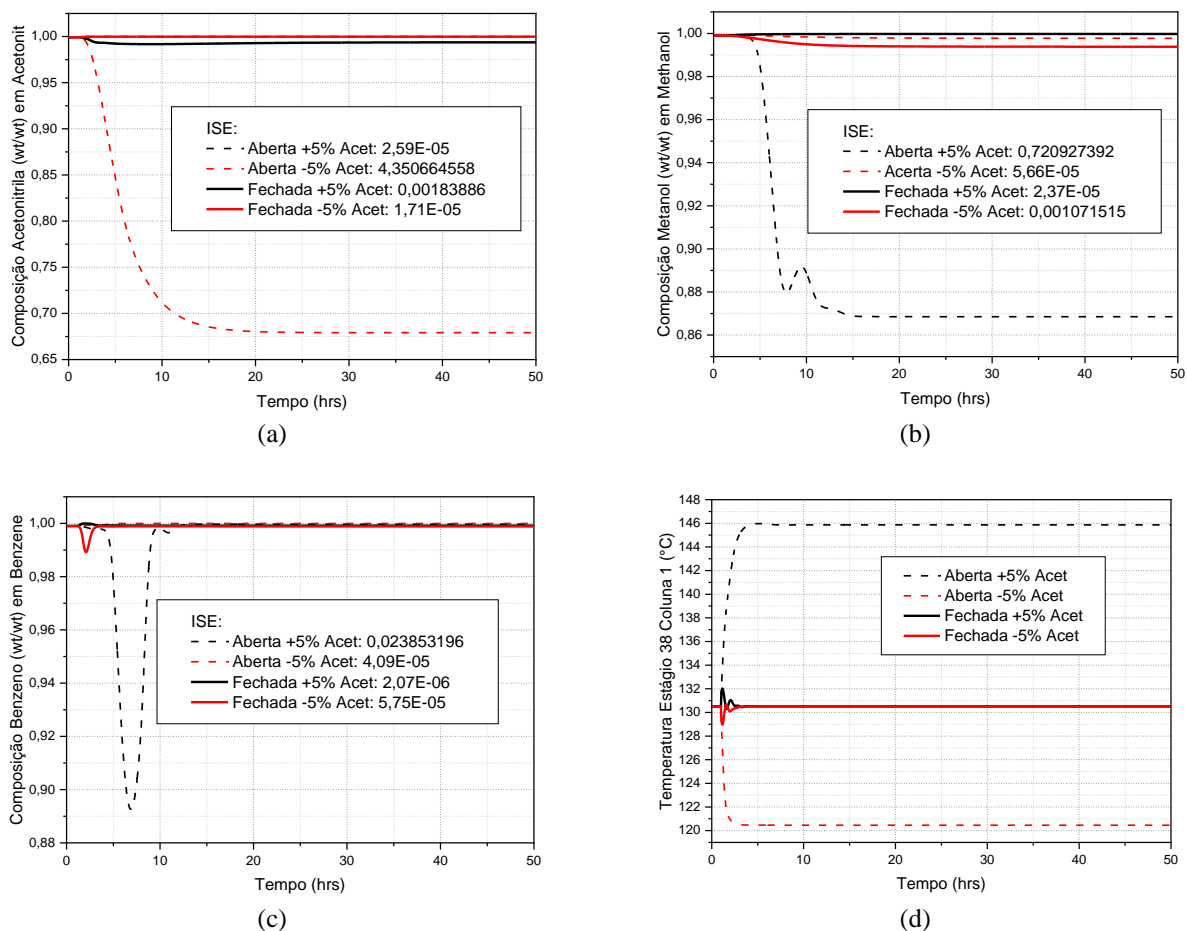 1,00
0,95
0,90
0,85
0,80
0,75
0,70
0,65
0 10 20 30 40 50
Composição Acetonitrila (wt/wt) em Acetonit
Tempo (hrs)
ISE:
Aberta +5% Acet: 2,59E-05
Aberta -5% Acet: 4,350664558
Fechada +5% Acet: 0,00183886
Fechada -5% Acet: 1,71E-05
(a)
1,00
0,98
0,96
0,94
0,92
0,90
0,88
0,86
0 10 20 30 40 50
Composição Metanol (wt/wt) em Methanol
Tempo (hrs)
ISE:
Aberta +5% Acet: 0,720927392
Acerta -5% Acet: 5,66E-05
Fechada +5% Acet: 2,37E-05
Fechada -5% Acet: 0,001071515
(b)
1,00
0,98
0,96
0,94
0,92
0,90
0,88
0 10 20 30 40 50
Composição Benzeno (wt/wt) em Benzene
Tempo (hrs)
ISE:
Aberta +5% Acet: 0,023853196
Aberta -5% Acet: 4,09E-05
Fechada +5% Acet: 2,07E-06
Fechada -5% Acet: 5,75E-05
(c)
148
146
144
142
140
138
136
134
132
130
128
126
124
122
120
0 10 20 30 40 50
Temperatura Estágio 38 Coluna 1 (°C)
Tempo (hrs)
Aberta +5% Acet
Aberta -5% Acet
Fechada +5% Acet
Fechada -5% Acet
(d)